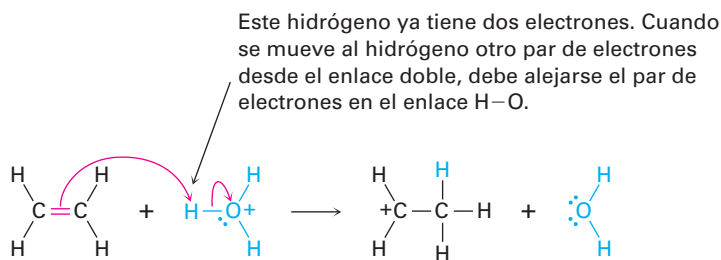 Este hidrógeno ya tiene dos electrones. Cuando
se mueve al hidrógeno otro par de electrones
desde el enlace doble, debe alejarse el par de
electrones en el enlace H–O.
H H H H H H
C=C + H–O+ +C–C–H + O
H H H H H H